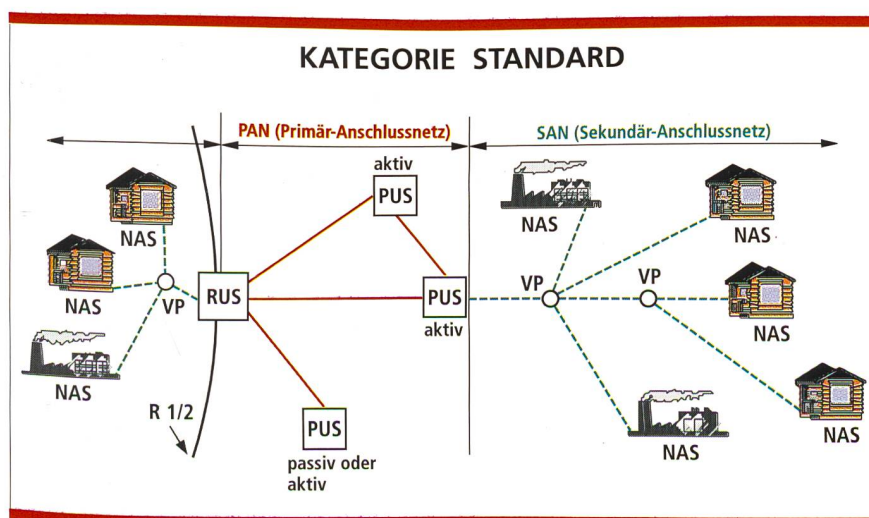 KATEGORIE STANDARD
PAN (Primär-Anschlussnetz)
SAN (Sekundär-Anschlussnetz)
aktiv
PUS
NAS
NAS
NAS
NAS
VP
RUS
PUS
aktiv
VP
VP
NAS
NAS
R 1/2
PUS
passiv oder
aktiv
NAS
NAS